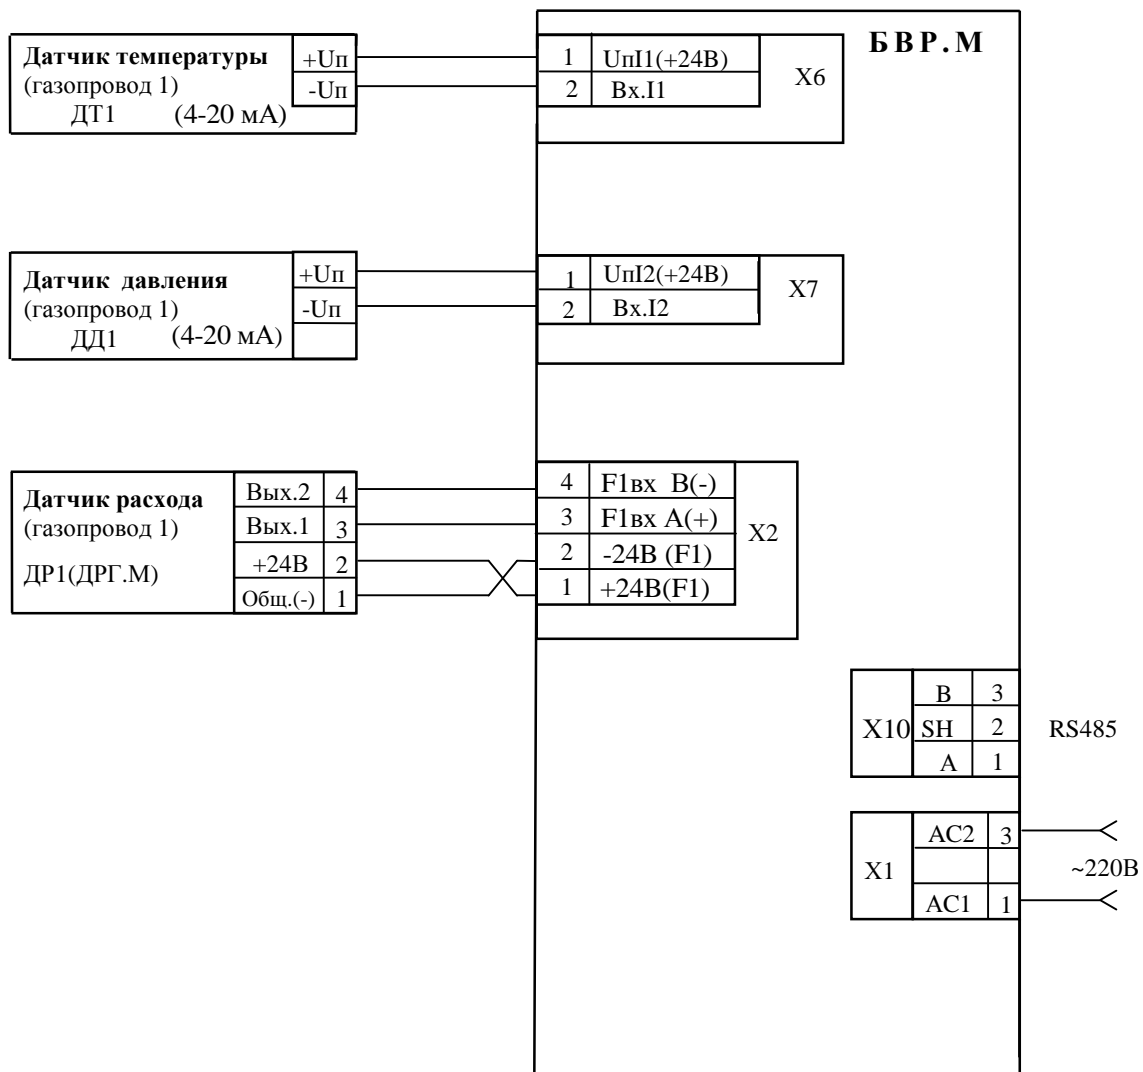 БВР.М
Датчик температуры
(газопровод 1)
ДТ1 (4-20 мА)
+Uп
-Uп
1 UпI1(+24В)
2 Вх.I1
X6
Датчик давления
(газопровод 1)
ДД1 (4-20 мА)
+Uп
-Uп
1 UпI2(+24В)
2 Вх.I2
X7
Датчик расхода
(газопровод 1)
ДР1(ДРГ.М)
Вых.2 4
Вых.1 3
+24В 2
Общ.(-) 1
4 F1вх В(-)
3 F1вх А(+)
2 -24В (F1)
1 +24В(F1)
X2
X10
B 3
SH 2
A 1
RS485
X1
AC2 3
AC1 1
~220В